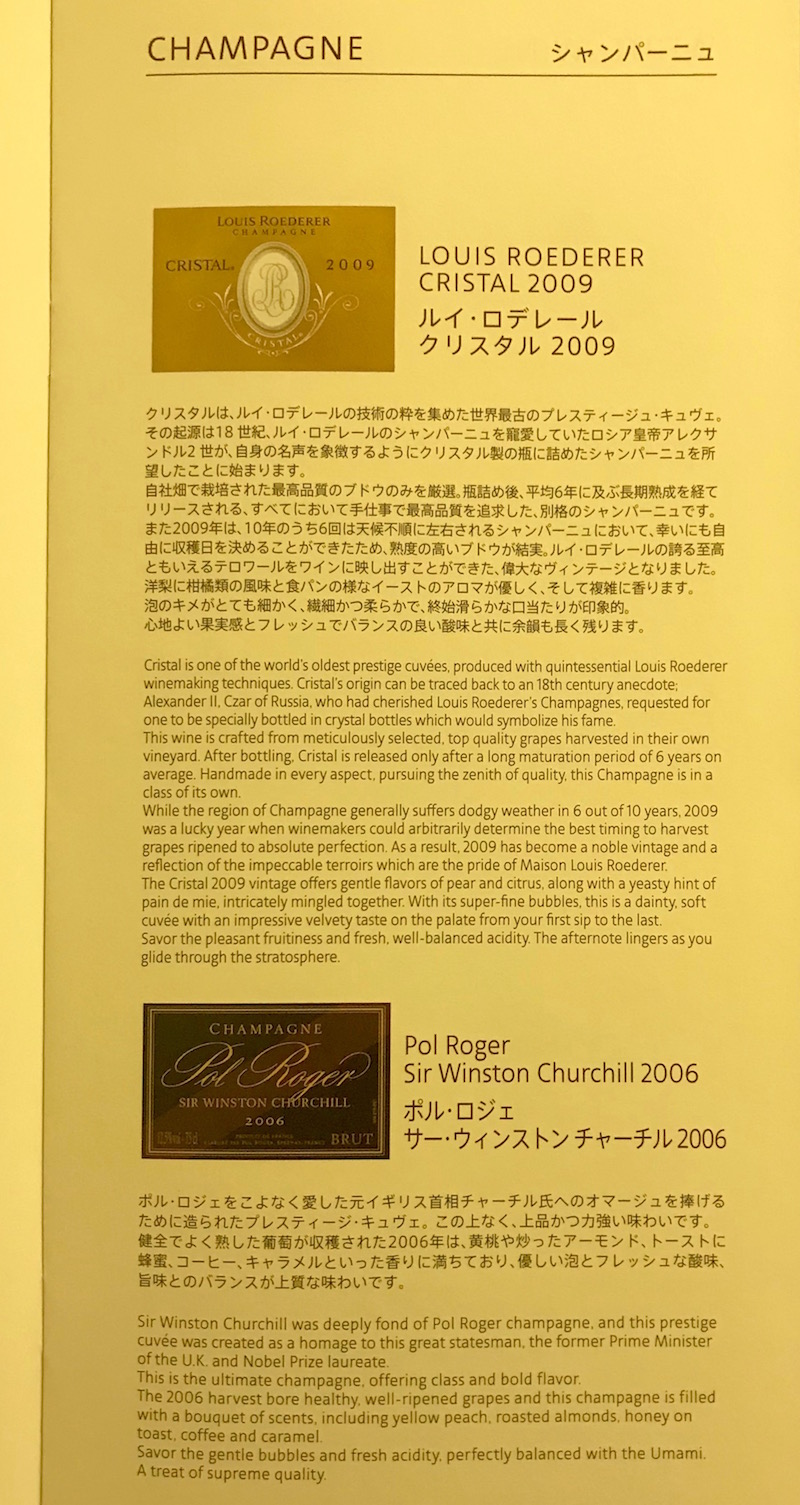 CHAMPAGNE
シャンパーニュ
LOUIS ROEDERER
CHAMPAGNE
CRISTAL
2009
CRISTAL
LOUIS ROEDERER
CRISTAL 2009
ルイ・ロデレール
クリスタル 2009
クリスタルは、ルイ・ロデレールの技術の粋を集めた世界最古のプレスティージュ・キュヴェ。
その起源は18 世紀、ルイ・ロデレールのシャンパーニュを寵愛していたロシア皇帝アレクサ
ンドル2 世が、自身の名声を象徴するようにクリスタル製の瓶に詰めたシャンパーニュを所
望したことに始まります。
自社畑で栽培された最高品質のブドウのみを厳選。瓶詰め後、平均6年に及ぶ長期熟成を経て
リリースされる、すべてにおいて手仕事で最高品質を追求した、別格のシャンパーニュです。
また2009年は、10年のうち6回は天候不順に左右されるシャンパーニュにおいて、幸いにも自
由に収穫日を決めることができたため、熟度の高いブドウが結実。ルイ・ロデレールの誇る至高
ともいえるテロワールをワインに映し出すことができた、偉大なヴィンテージとなりました。
洋梨に柑橘類の風味と食パンの様なイーストのアロマが優しく、そして複雑に香ります。
泡のキメがとても細かく、繊細かつ柔らかで、終始滑らかな口当たりが印象的。
心地よい果実感とフレッシュでバランスの良い酸味と共に余韻も長く残ります。
Cristal is one of the world's oldest prestige cuvées, produced with quintessential Louis Roederer
winemaking techniques. Cristal's origin can be traced back to an 18th century anecdote;
Alexander II, Czar of Russia, who had cherished Louis Roederer's Champagnes, requested for
one to be specially bottled in crystal bottles which would symbolize his fame.
This wine is crafted from meticulously selected, top quality grapes harvested in their own
vineyard. After bottling, Cristal is released only after a long maturation period of 6 years on
average. Handmade in every aspect, pursuing the zenith of quality, this Champagne is in a
class of its own.
While the region of Champagne generally suffers dodgy weather in 6 out of 10 years, 2009
was a lucky year when winemakers could arbitrarily determine the best timing to harvest
grapes ripened to absolute perfection. As a result, 2009 has become a noble vintage and a
reflection of the impeccable terroirs which are the pride of Maison Louis Roederer.
The Cristal 2009 vintage offers gentle flavors of pear and citrus, along with a yeasty hint of
pain de mie, intricately mingled together. With its super-fine bubbles, this is a dainty, soft
cuvée with an impressive velvety taste on the palate from your first sip to the last.
Savor the pleasant fruitiness and fresh, well-balanced acidity. The afternote lingers as you
glide through the stratosphere.
CHAMPAGNE
Pol Roger
SIR WINSTON CHURCHILL
2006
BRUT
Pol Roger
Sir Winston Churchill 2006
ポル・ロジェ
サー・ウィンストン チャーチル 2006
ポル・ロジェをこよなく愛した元イギリス首相チャーチル氏へのオマージュを捧げる
ために造られたプレスティージ・キュヴェ。この上なく、上品かつ力強い味わいです。
健全でよく熟した葡萄が収穫された2006年は、黄桃や炒ったアーモンド、トーストに
蜂蜜、コーヒー、キャラメルといった香りに満ちており、優しい泡とフレッシュな酸味、
旨味とのバランスが上質な味わいです。
Sir Winston Churchill was deeply fond of Pol Roger champagne, and this prestige
cuvée was created as a homage to this great statesman, the former Prime Minister
of the U.K. and Nobel Prize laureate.
This is the ultimate champagne, offering class and bold flavor.
The 2006 harvest bore healthy, well-ripened grapes and this champagne is filled
with a bouquet of scents, including yellow peach, roasted almonds, honey on
toast, coffee and caramel.
Savor the gentle bubbles and fresh acidity, perfectly balanced with the Umami.
A treat of supreme quality.